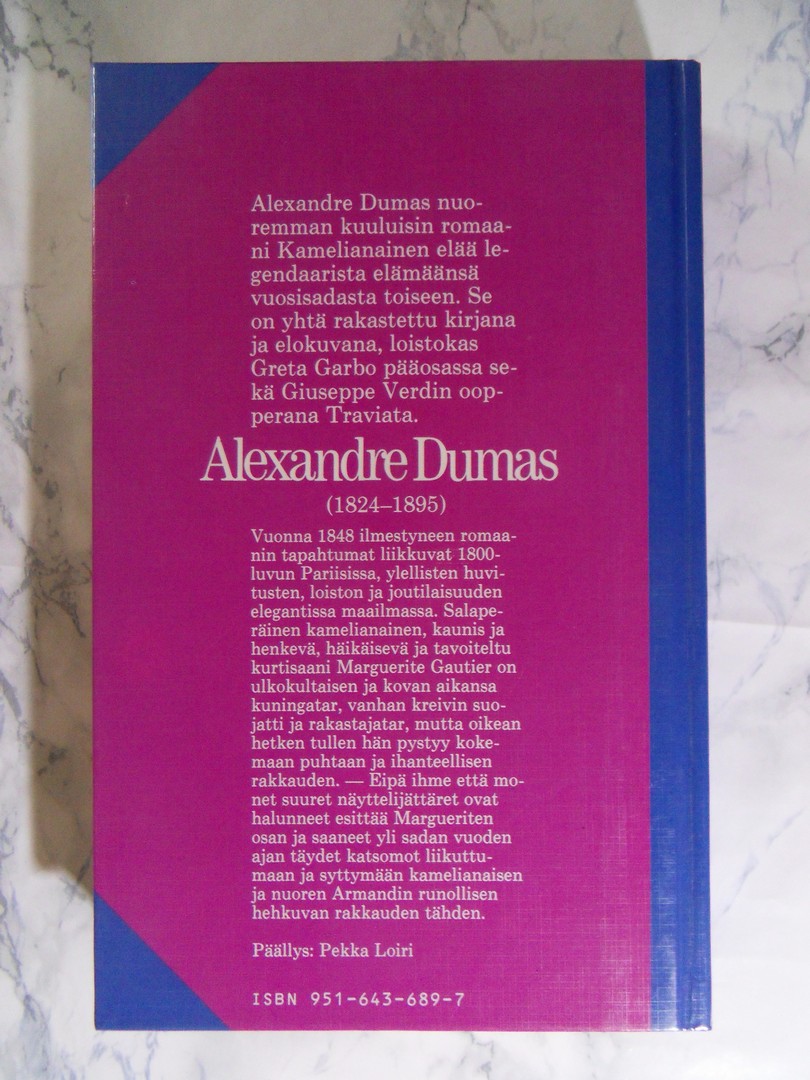 Alexandre Dumas nuo-
remman kuuluisin romaa-
ni Kamelianainen elää le-
gendaarista elämäänsä
vuosisadasta toiseen. Se
on yhtä rakastettu kirjana
ja elokuvana, loistokas
Greta Garbo pääosassa se-
kä Giuseppe Verdin oop-
perana Traviata.
Alexandre Dumas
(1824–1895)
Vuonna 1848 ilmestyneen romaa-
nin tapahtumat liikkuvat 1800-
luvun Pariisissa, ylellisten huvi-
tusten, loiston ja joutilaisuuden
elegantissa maailmassa. Salape-
räinen kamelianainen, kaunis ja
henkevä, häikäisevä ja tavoiteltu
kurtisaani Marguerite Gautier on
ulkokultaisen ja kovan aikansa
kuningatar, vanhan kreivin suo-
jatti ja rakastajatar, mutta oikean
hetken tullen hän pystyy koke-
maan puhtaan ja ihanteellisen
rakkauden. — Eipä ihme että mo-
net suuret näyttelijättäret ovat
halunneet esittää Margueriten
osan ja saaneet yli sadan vuoden
ajan täydet katsomot liikuttu-
maan ja syttymään kamelianaisen
ja nuoren Armandin runollisen
hehkuvan rakkauden tähden.
Päällys: Pekka Loiri
ISBN 951-643-689-7